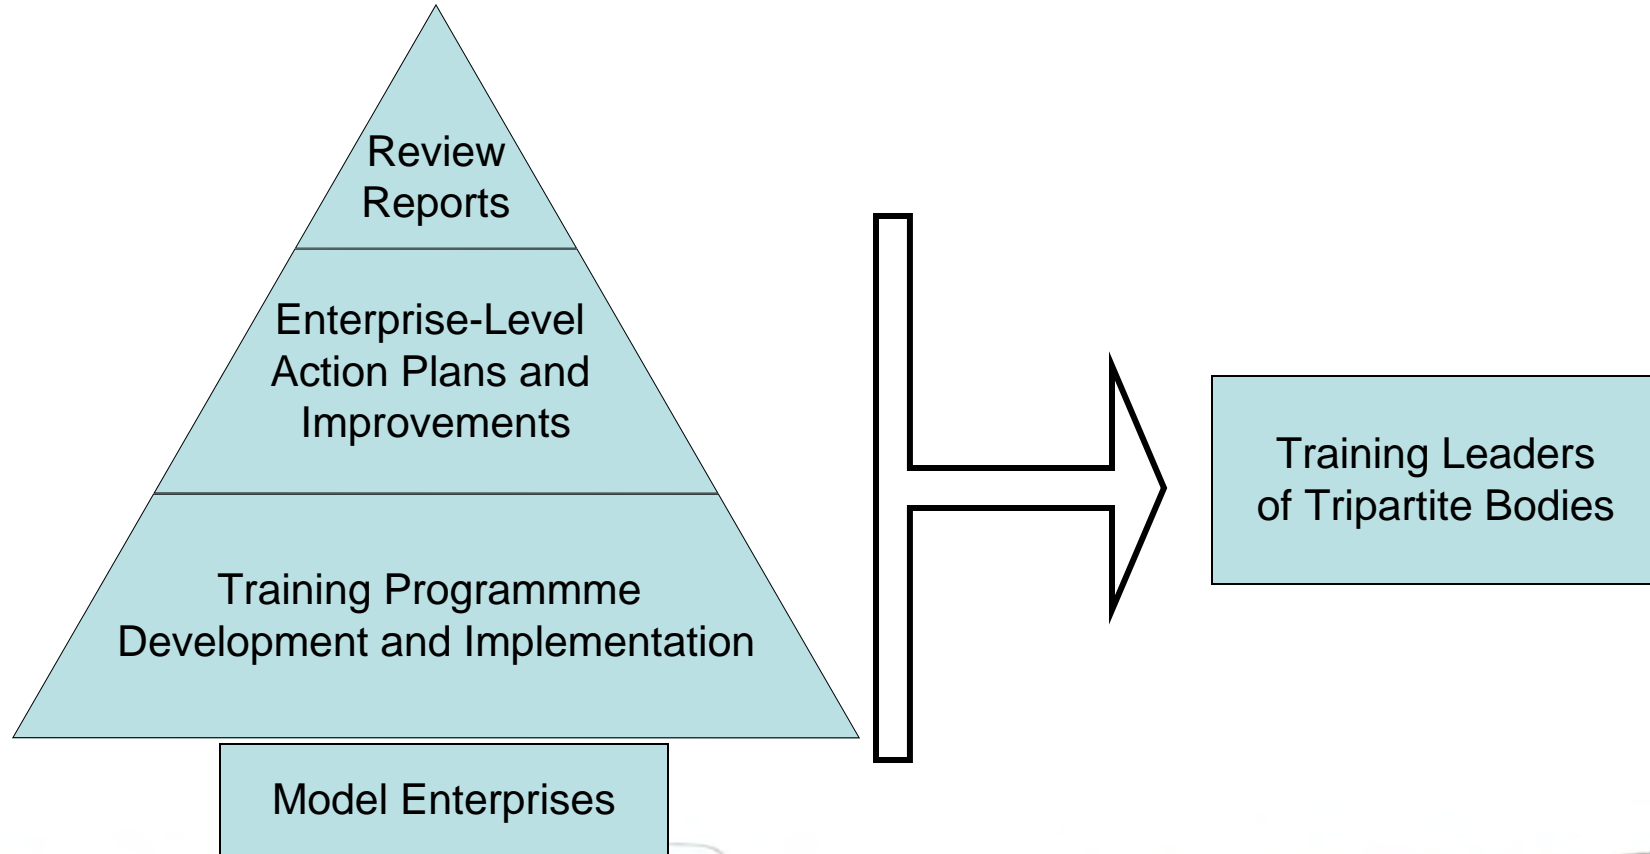 Review
Reports
Enterprise-Level
Action Plans and
Improvements
Training Programmme
Development and Implementation
Model Enterprises
Training Leaders
of Tripartite Bodies